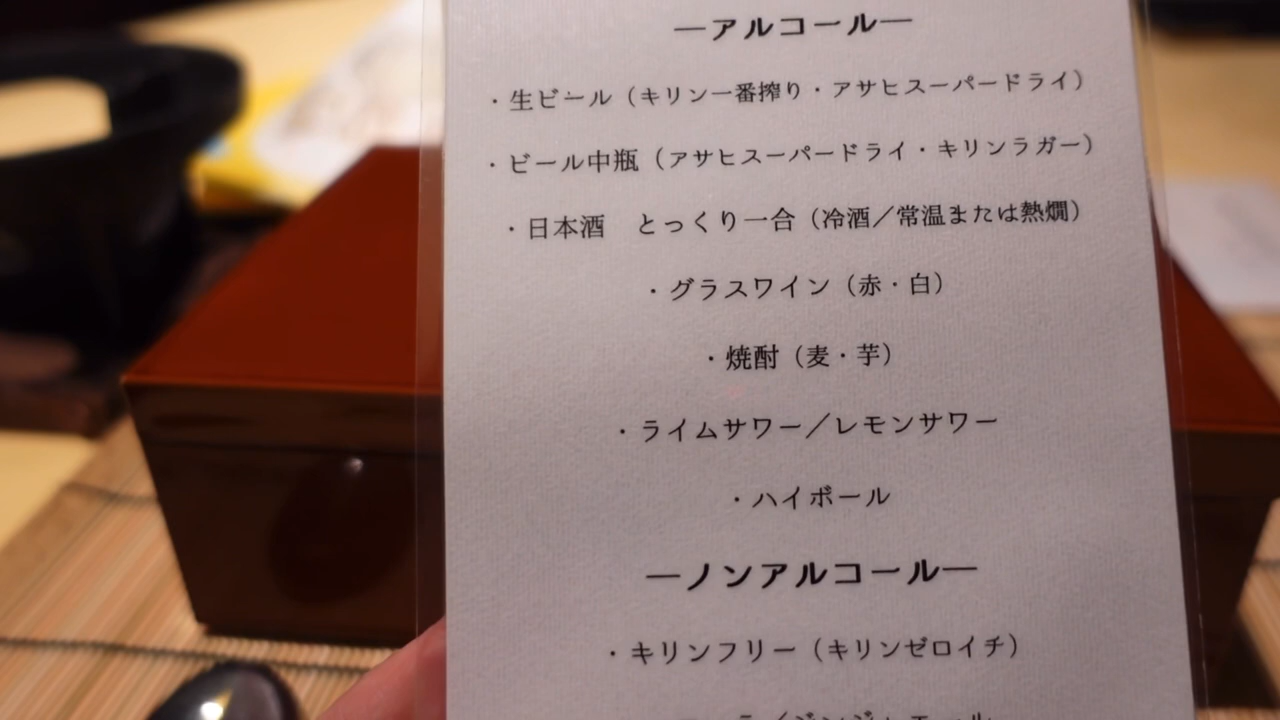 ―アルコール―
・生ビール（キリン一番搾り・アサヒスーパードライ）
・ビール中瓶（アサヒスーパードライ・キリンラガー）
・日本酒　とっくり一合（冷酒／常温または熱燗）
・グラスワイン（赤・白）
・焼酎（麦・芋）
・ライムサワー／レモンサワー
・ハイボール
―ノンアルコール―
・キリンフリー（キリンゼロイチ）